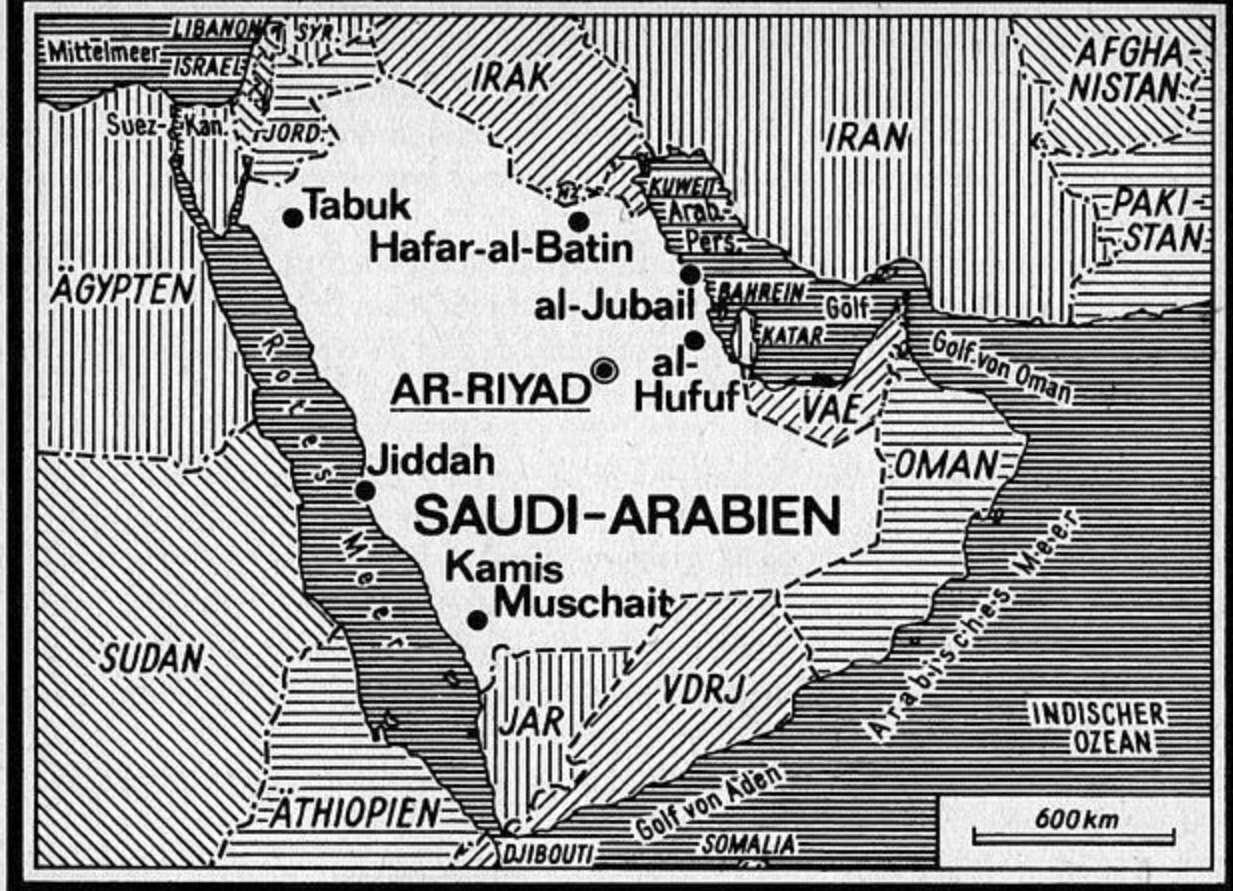 LIBANON
SYR.
Mittelmeer
ISRAEL
IRAK
AFGHA-
NISTAN
Suez-Kan.
JORD.
IRAN
KUWEIT
Arab.-
Pers.
PAKI-
STAN
Tabuk
Hafar-al-Batin
ÄGYPTEN
al-Jubail
BAHREIN
Golf
KATAR
Golf von Oman
al-
Hufuf
AR-RIYAD
VAE
Rotes Meer
Jiddah
OMAN
SAUDI-ARABIEN
Kamis
Muschait
Arabisches Meer
SUDAN
VDRJ
JAR
INDISCHER
OZEAN
ÄTHIOPIEN
Golf von Aden
DJIBOUTI
SOMALIA
600 km